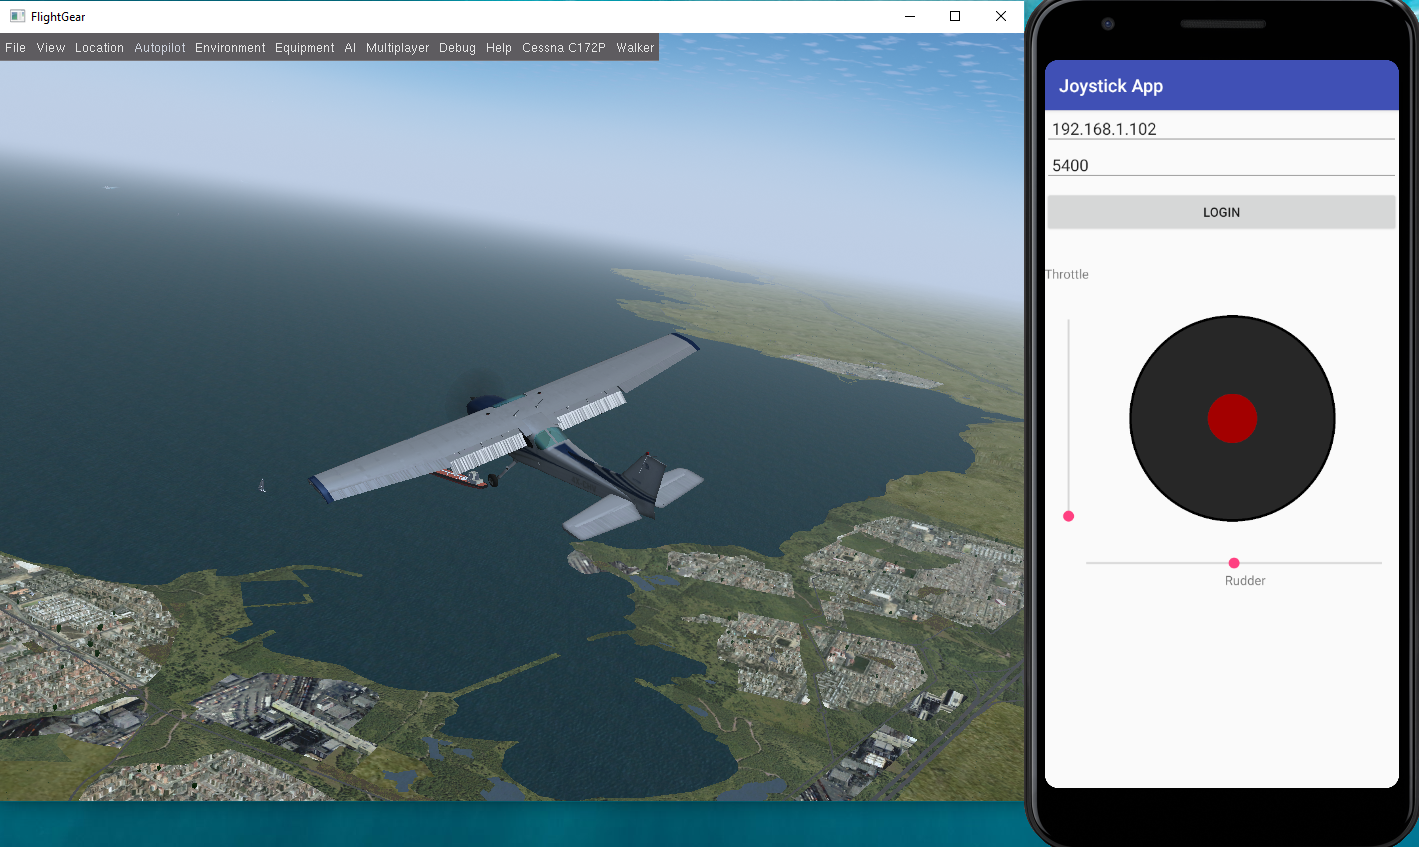 FlightGear
File View Location Autopilot Environment Equipment AI Multiplayer Debug Help Cessna C172P Walker
Joystick App
192.168.1.102
5400
LOGIN
Throttle
Rudder